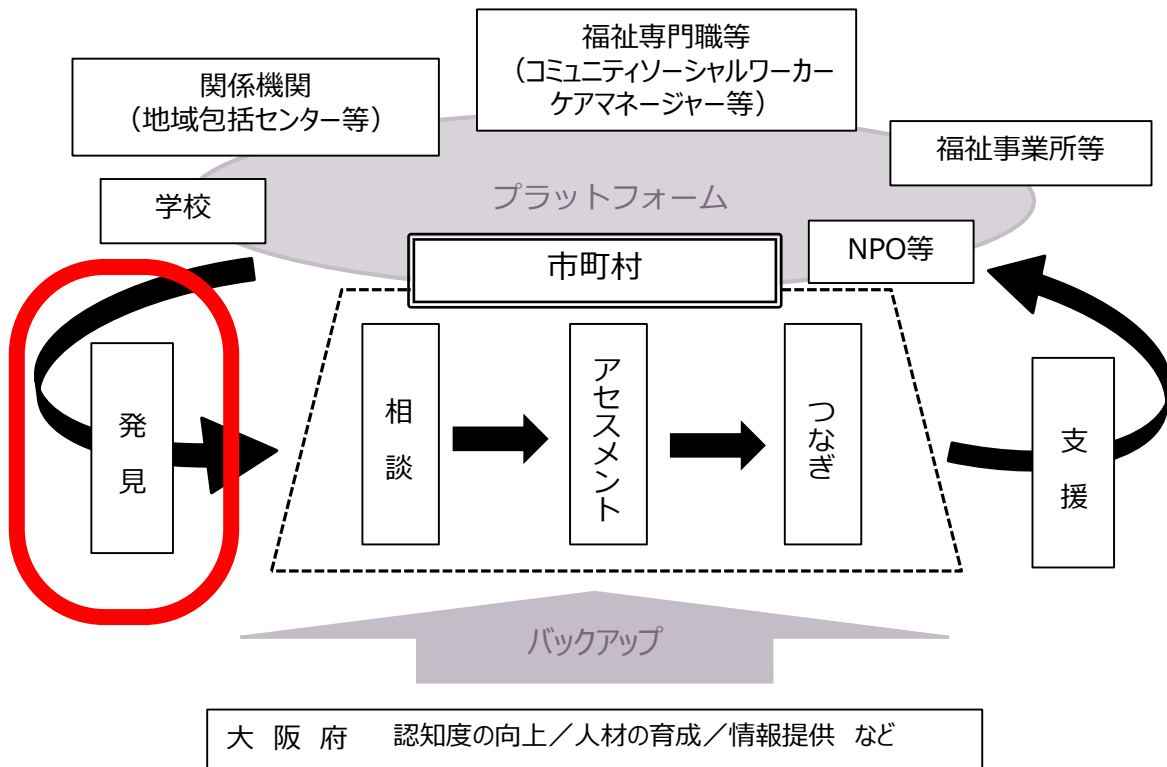 福祉専門職等
（コミュニティソーシャルワーカー
ケアマネージャー等）
関係機関
（地域包括センター等）
福祉事業所等
学校
プラットフォーム
NPO等
市町村
発見
相談
アセスメント
つなぎ
支援
バックアップ
大 阪 府　認知度の向上／人材の育成／情報提供 など